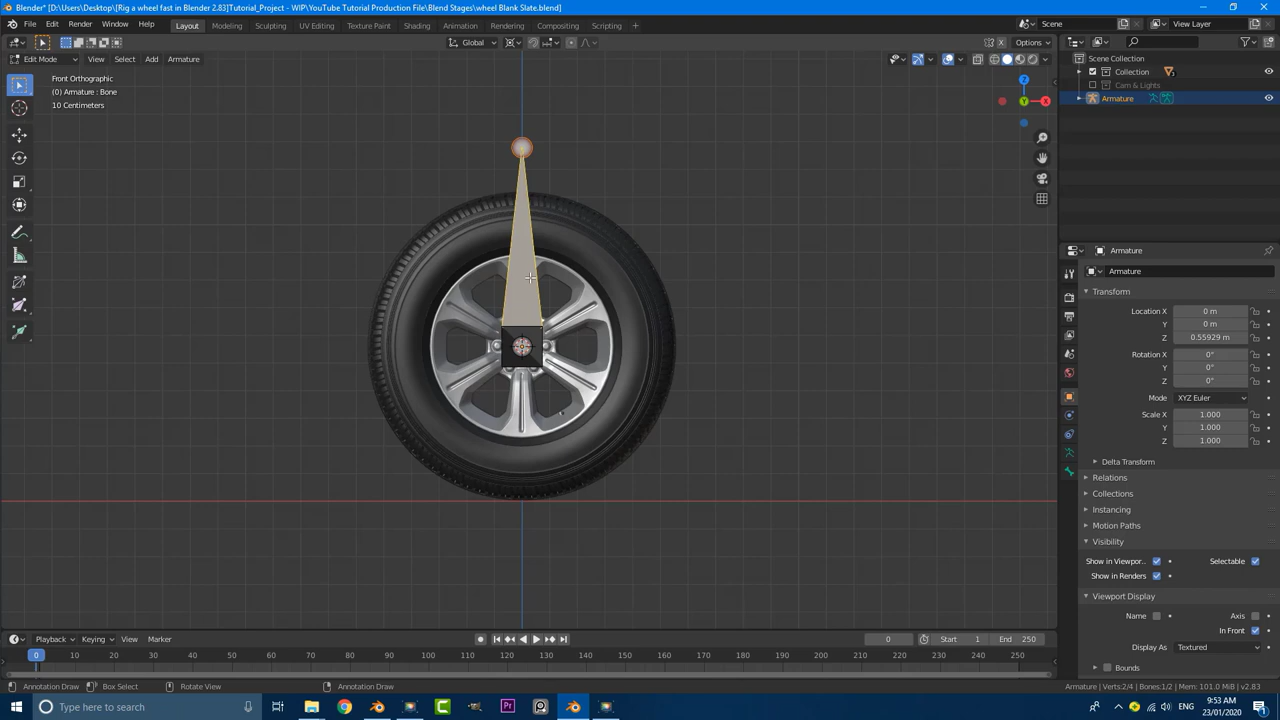 Blender* [D:\Users\Desktop\[Rig a wheel fast in Blender 2.83]Tutorial_Project - WIP\YouTube Tutorial Production File\Blend Stages\wheel Blank Slate.blend]
File Edit Render Window Help Layout Modeling Sculpting UV Editing Texture Paint Shading Animation Rendering Compositing Scripting Scene View Layer
Global X Options
Edit Mode View Select Add Armature
Scene Collection
Collection
Cam & Lights
Armature
Front Orthographic
(0) Armature : Bone
10 Centimeters
Z
Y
X
Armature
Armature
Transform
Location X 0 m
Y 0 m
Z 0.55929 m
Rotation X 0°
Y 0°
Z 0°
Mode XYZ Euler
Scale X 1.000
Y 1.000
Z 1.000
Delta Transform
Relations
Collections
Instancing
Motion Paths
Visibility
Show in Viewpor.. Selectable
Show in Renders
Viewport Display
Name Axis
In Front
Display As Textured
Bounds
Playback Keying View Marker 0 Start 1 End 250
0 10 20 30 40 50 60 70 80 90 100 110 120 130 140 150 160 170 180 190 200 210 220 230 240 250
Annotation Draw Box Select Rotate View Annotation Draw Armature | Verts:2/4 | Bones:1/2 | Mem: 101.0 MiB | v2.83
Type here to search Pr ENG 9:53 AM
23/01/2020